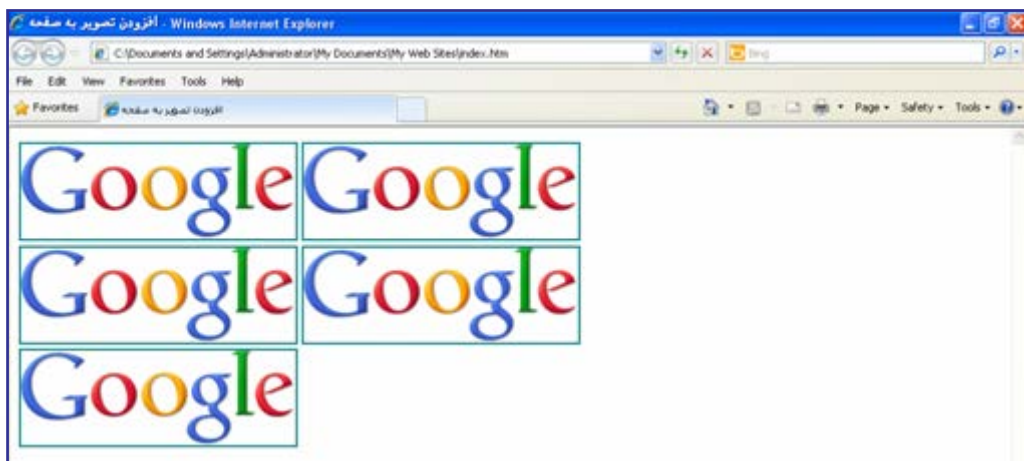 افزودن تصویر به صفحه - Windows Internet Explorer
C:\Documents and Settings\Administrator\My Documents\My Web Sites\index.htm
Bing
File Edit View Favorites Tools Help
Favorites افزودن تصویر به صفحه Page Safety Tools
Google Google
Google Google
Google